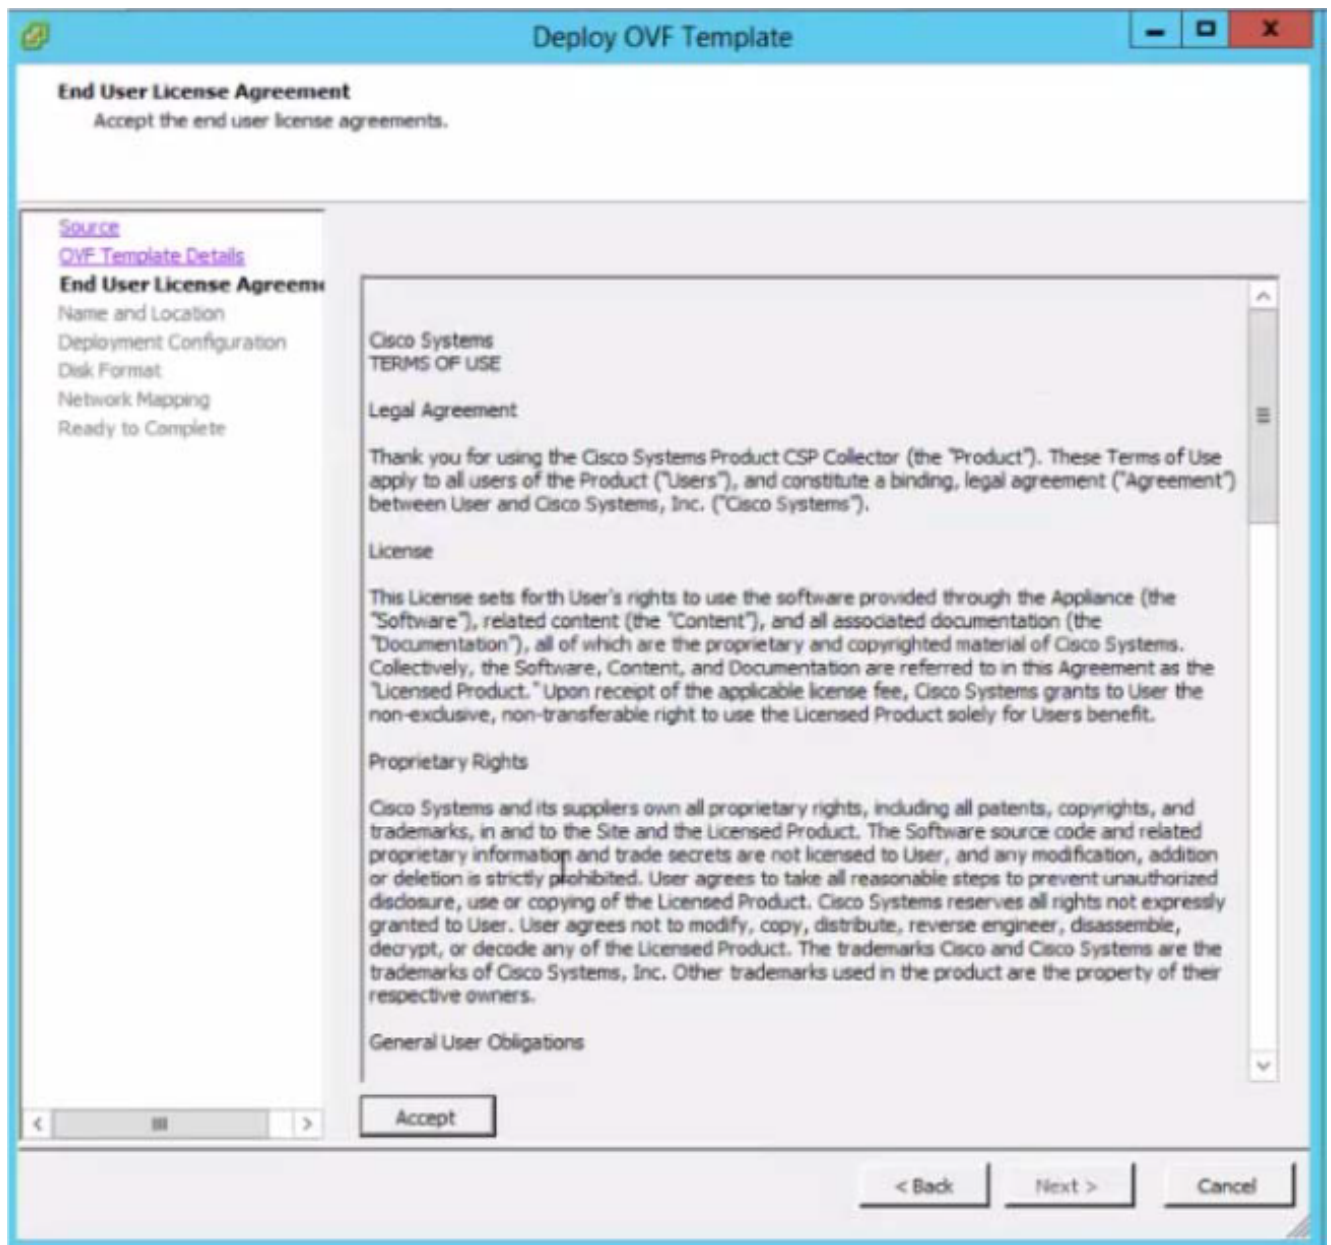 Deploy OVF Template
X
End User License Agreement
Accept the end user license agreements.
Source
OVF Template Details
End User License Agreeme
Name and Location
Deployment Configuration
Disk Format
Network Mapping
Ready to Complete
Cisco Systems
TERMS OF USE
Legal Agreement
Thank you for using the Cisco Systems Product CSP Collector (the "Product"). These Terms of Use
apply to all users of the Product ("Users"), and constitute a binding, legal agreement ("Agreement")
between User and Cisco Systems, Inc. ("Cisco Systems").
License
This License sets forth User's rights to use the software provided through the Appliance (the
"Software"), related content (the "Content"), and all associated documentation (the
"Documentation"), all of which are the proprietary and copyrighted material of Cisco Systems.
Collectively, the Software, Content, and Documentation are referred to in this Agreement as the
"Licensed Product." Upon receipt of the applicable license fee, Cisco Systems grants to User the
non-exclusive, non-transferable right to use the Licensed Product solely for Users benefit.
Proprietary Rights
Cisco Systems and its suppliers own all proprietary rights, including all patents, copyrights, and
trademarks, in and to the Site and the Licensed Product. The Software source code and related
proprietary information and trade secrets are not licensed to User, and any modification, addition
or deletion is strictly prohibited. User agrees to take all reasonable steps to prevent unauthorized
disclosure, use or copying of the Licensed Product. Cisco Systems reserves all rights not expressly
granted to User. User agrees not to modify, copy, distribute, reverse engineer, disassemble,
decrypt, or decode any of the Licensed Product. The trademarks Cisco and Cisco Systems are the
trademarks of Cisco Systems, Inc. Other trademarks used in the product are the property of their
respective owners.
General User Obligations
Accept
< Back
Next >
Cancel